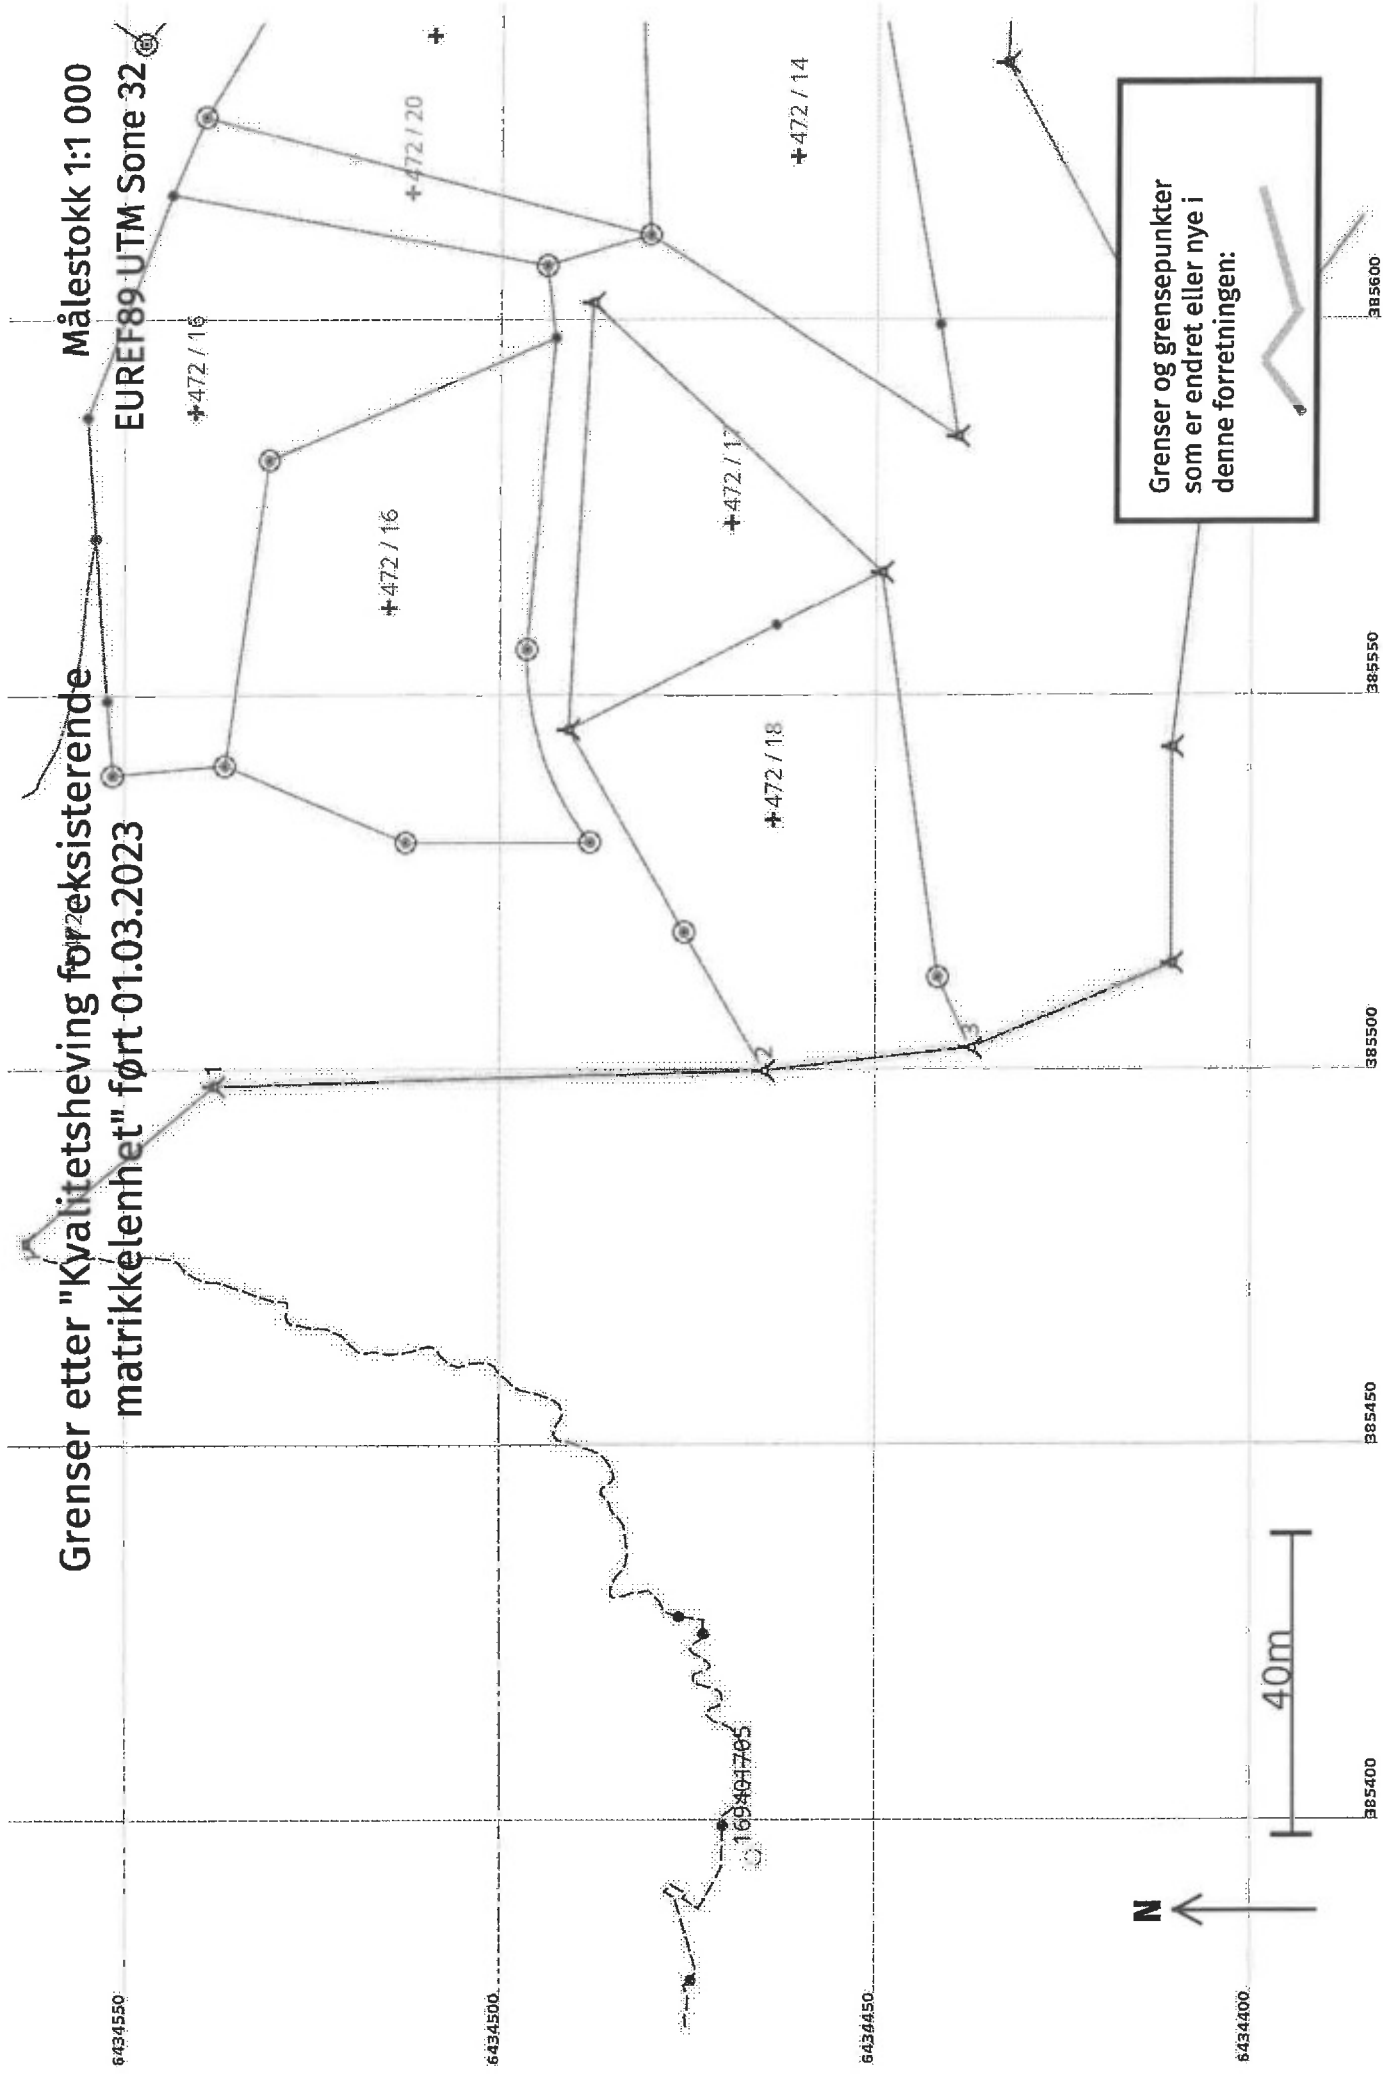 Grenser etter "Kvalitetsheving for eksisterende
matrikkelenhet" ført 01.03.2023
Målestokk 1:1 000
EUREF89 UTM Sone 32
472 / 20
472 / 14
472 / 16
472 / 18
1
2
3
169401705
Grenser og grensepunkter
som er endret eller nye i
denne forretningen:
40m
N
6434550
6434500
6434450
6434400
385400
385450
385500
385550
385600